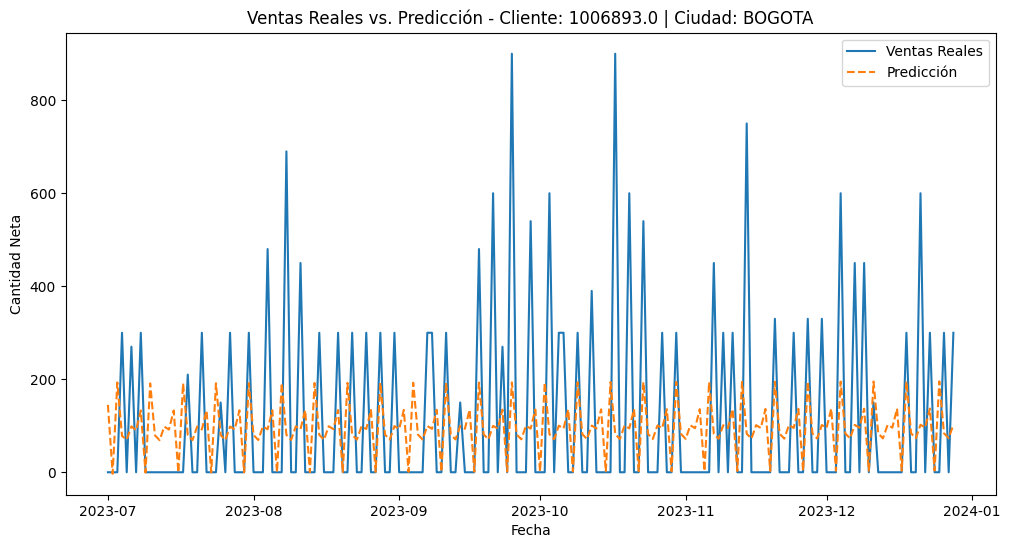 Ventas Reales vs. Predicción - Cliente: 1006893.0 | Ciudad: BOGOTA
Ventas Reales
Predicción
800
600
400
200
0
Cantidad Neta
2023-07 2023-08 2023-09 2023-10 2023-11 2023-12 2024-01
Fecha